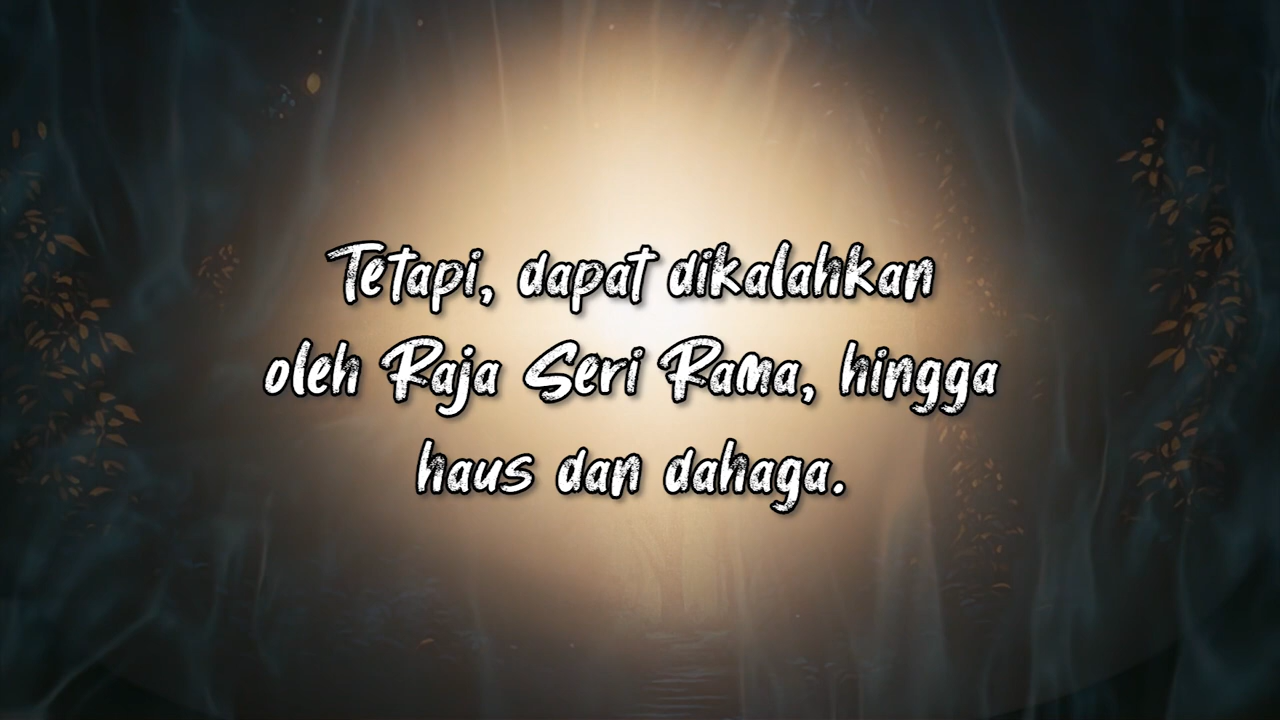 Tetapi, dapat dikalahkan
oleh Raja Seri Rama, hingga
haus dan dahaga.